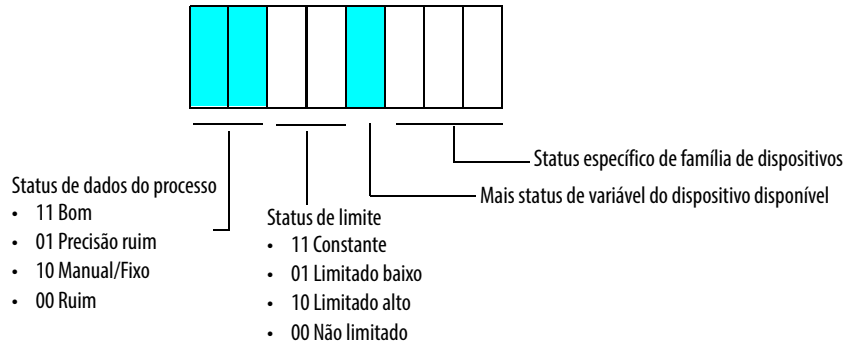 Status específico de família de dispositivos
Mais status de variável do dispositivo disponível
Status de dados do processo
• 11 Bom
• 01 Precisão ruim
• 10 Manual/Fixo
• 00 Ruim
Status de limite
• 11 Constante
• 01 Limitado baixo
• 10 Limitado alto
• 00 Não limitado